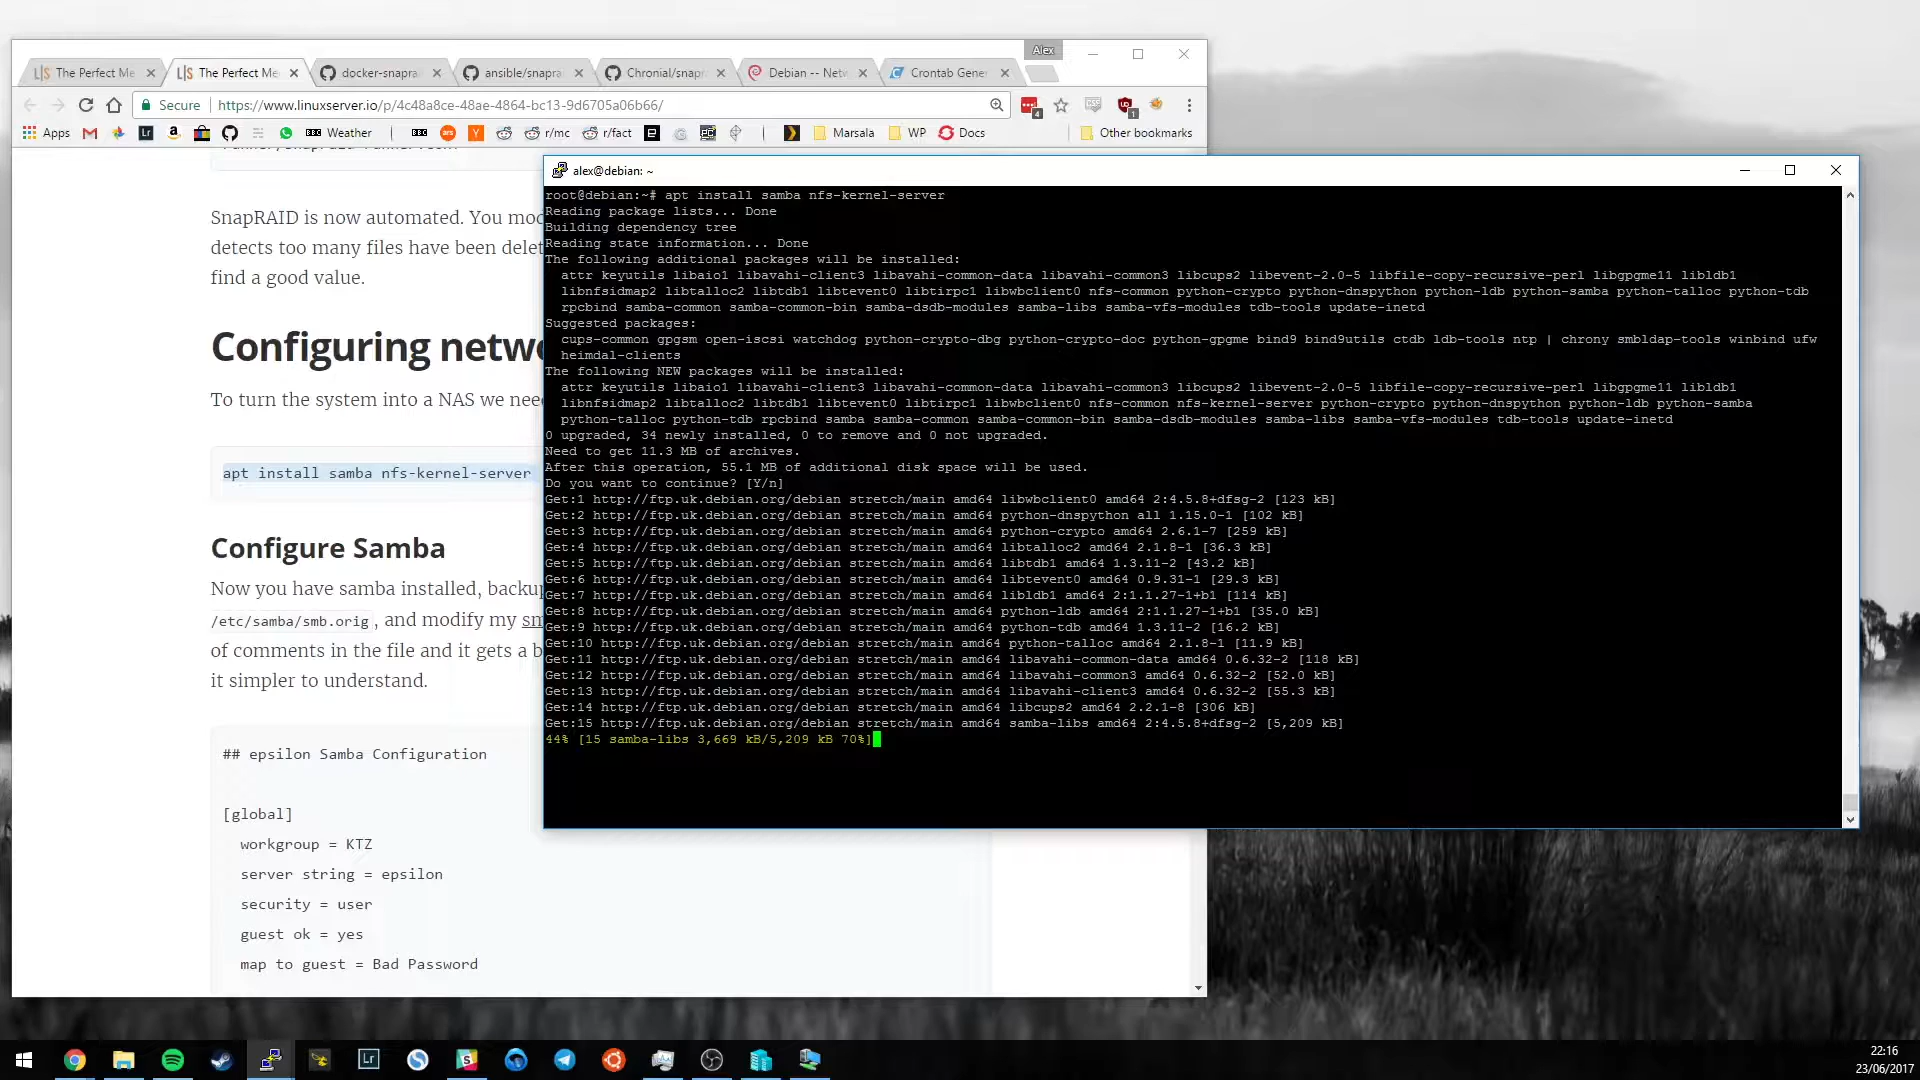 Alex
The Perfect Me
The Perfect Me
docker-snapra
ansible/snapra
Chronial/snapr
Debian -- Netw
Crontab Gener
Secure
https://www.linuxserver.io/p/4c48a8ce-48ae-4864-bc13-9d6705a06b66/
4
1
Apps
Lr
BBC Weather
BBC
ars
Y
r/mc
r/fact
Marsala
WP
Docs
Other bookmarks
SnapRAID is now automated. You mod
detects too many files have been delet
find a good value.
Configuring netwo
To turn the system into a NAS we need
apt install samba nfs-kernel-server
Configure Samba
Now you have samba installed, backup
/etc/samba/smb.orig , and modify my sm
of comments in the file and it gets a b
it simpler to understand.
## epsilon Samba Configuration
[global]
workgroup = KTZ
server string = epsilon
security = user
guest ok = yes
map to guest = Bad Password
alex@debian: ~
root@debian:~# apt install samba nfs-kernel-server
Reading package lists... Done
Building dependency tree
Reading state information... Done
The following additional packages will be installed:
attr keyutils libaio1 libavahi-client3 libavahi-common-data libavahi-common3 libcups2 libevent-2.0-5 libfile-copy-recursive-perl libgpgme11 libldb1
libnfsidmap2 libtalloc2 libtdb1 libtevent0 libtirpc1 libwbclient0 nfs-common python-crypto python-dnspython python-ldb python-samba python-talloc python-tdb
rpcbind samba-common samba-common-bin samba-dsdb-modules samba-libs samba-vfs-modules tdb-tools update-inetd
Suggested packages:
cups-common gpgsm open-iscsi watchdog python-crypto-dbg python-crypto-doc python-gpgme bind9 bind9utils ctdb ldb-tools ntp | chrony smbldap-tools winbind ufw
heimdal-clients
The following NEW packages will be installed:
attr keyutils libaio1 libavahi-client3 libavahi-common-data libavahi-common3 libcups2 libevent-2.0-5 libfile-copy-recursive-perl libgpgme11 libldb1
libnfsidmap2 libtalloc2 libtdb1 libtevent0 libtirpc1 libwbclient0 nfs-common nfs-kernel-server python-crypto python-dnspython python-ldb python-samba
python-talloc python-tdb rpcbind samba samba-common samba-common-bin samba-dsdb-modules samba-libs samba-vfs-modules tdb-tools update-inetd
0 upgraded, 34 newly installed, 0 to remove and 0 not upgraded.
Need to get 11.3 MB of archives.
After this operation, 55.1 MB of additional disk space will be used.
Do you want to continue? [Y/n]
Get:1 http://ftp.uk.debian.org/debian stretch/main amd64 libwbclient0 amd64 2:4.5.8+dfsg-2 [123 kB]
Get:2 http://ftp.uk.debian.org/debian stretch/main amd64 python-dnspython all 1.15.0-1 [102 kB]
Get:3 http://ftp.uk.debian.org/debian stretch/main amd64 python-crypto amd64 2.6.1-7 [259 kB]
Get:4 http://ftp.uk.debian.org/debian stretch/main amd64 libtalloc2 amd64 2.1.8-1 [36.3 kB]
Get:5 http://ftp.uk.debian.org/debian stretch/main amd64 libtdb1 amd64 1.3.11-2 [43.2 kB]
Get:6 http://ftp.uk.debian.org/debian stretch/main amd64 libtevent0 amd64 0.9.31-1 [29.3 kB]
Get:7 http://ftp.uk.debian.org/debian stretch/main amd64 libldb1 amd64 2:1.1.27-1+b1 [114 kB]
Get:8 http://ftp.uk.debian.org/debian stretch/main amd64 python-ldb amd64 2:1.1.27-1+b1 [35.0 kB]
Get:9 http://ftp.uk.debian.org/debian stretch/main amd64 python-tdb amd64 1.3.11-2 [16.2 kB]
Get:10 http://ftp.uk.debian.org/debian stretch/main amd64 python-talloc amd64 2.1.8-1 [11.9 kB]
Get:11 http://ftp.uk.debian.org/debian stretch/main amd64 libavahi-common-data amd64 0.6.32-2 [118 kB]
Get:12 http://ftp.uk.debian.org/debian stretch/main amd64 libavahi-common3 amd64 0.6.32-2 [52.0 kB]
Get:13 http://ftp.uk.debian.org/debian stretch/main amd64 libavahi-client3 amd64 0.6.32-2 [55.3 kB]
Get:14 http://ftp.uk.debian.org/debian stretch/main amd64 libcups2 amd64 2.2.1-8 [306 kB]
Get:15 http://ftp.uk.debian.org/debian stretch/main amd64 samba-libs amd64 2:4.5.8+dfsg-2 [5,209 kB]
44% [15 samba-libs 3,669 kB/5,209 kB 70%]
Lr
22:16
23/06/2017